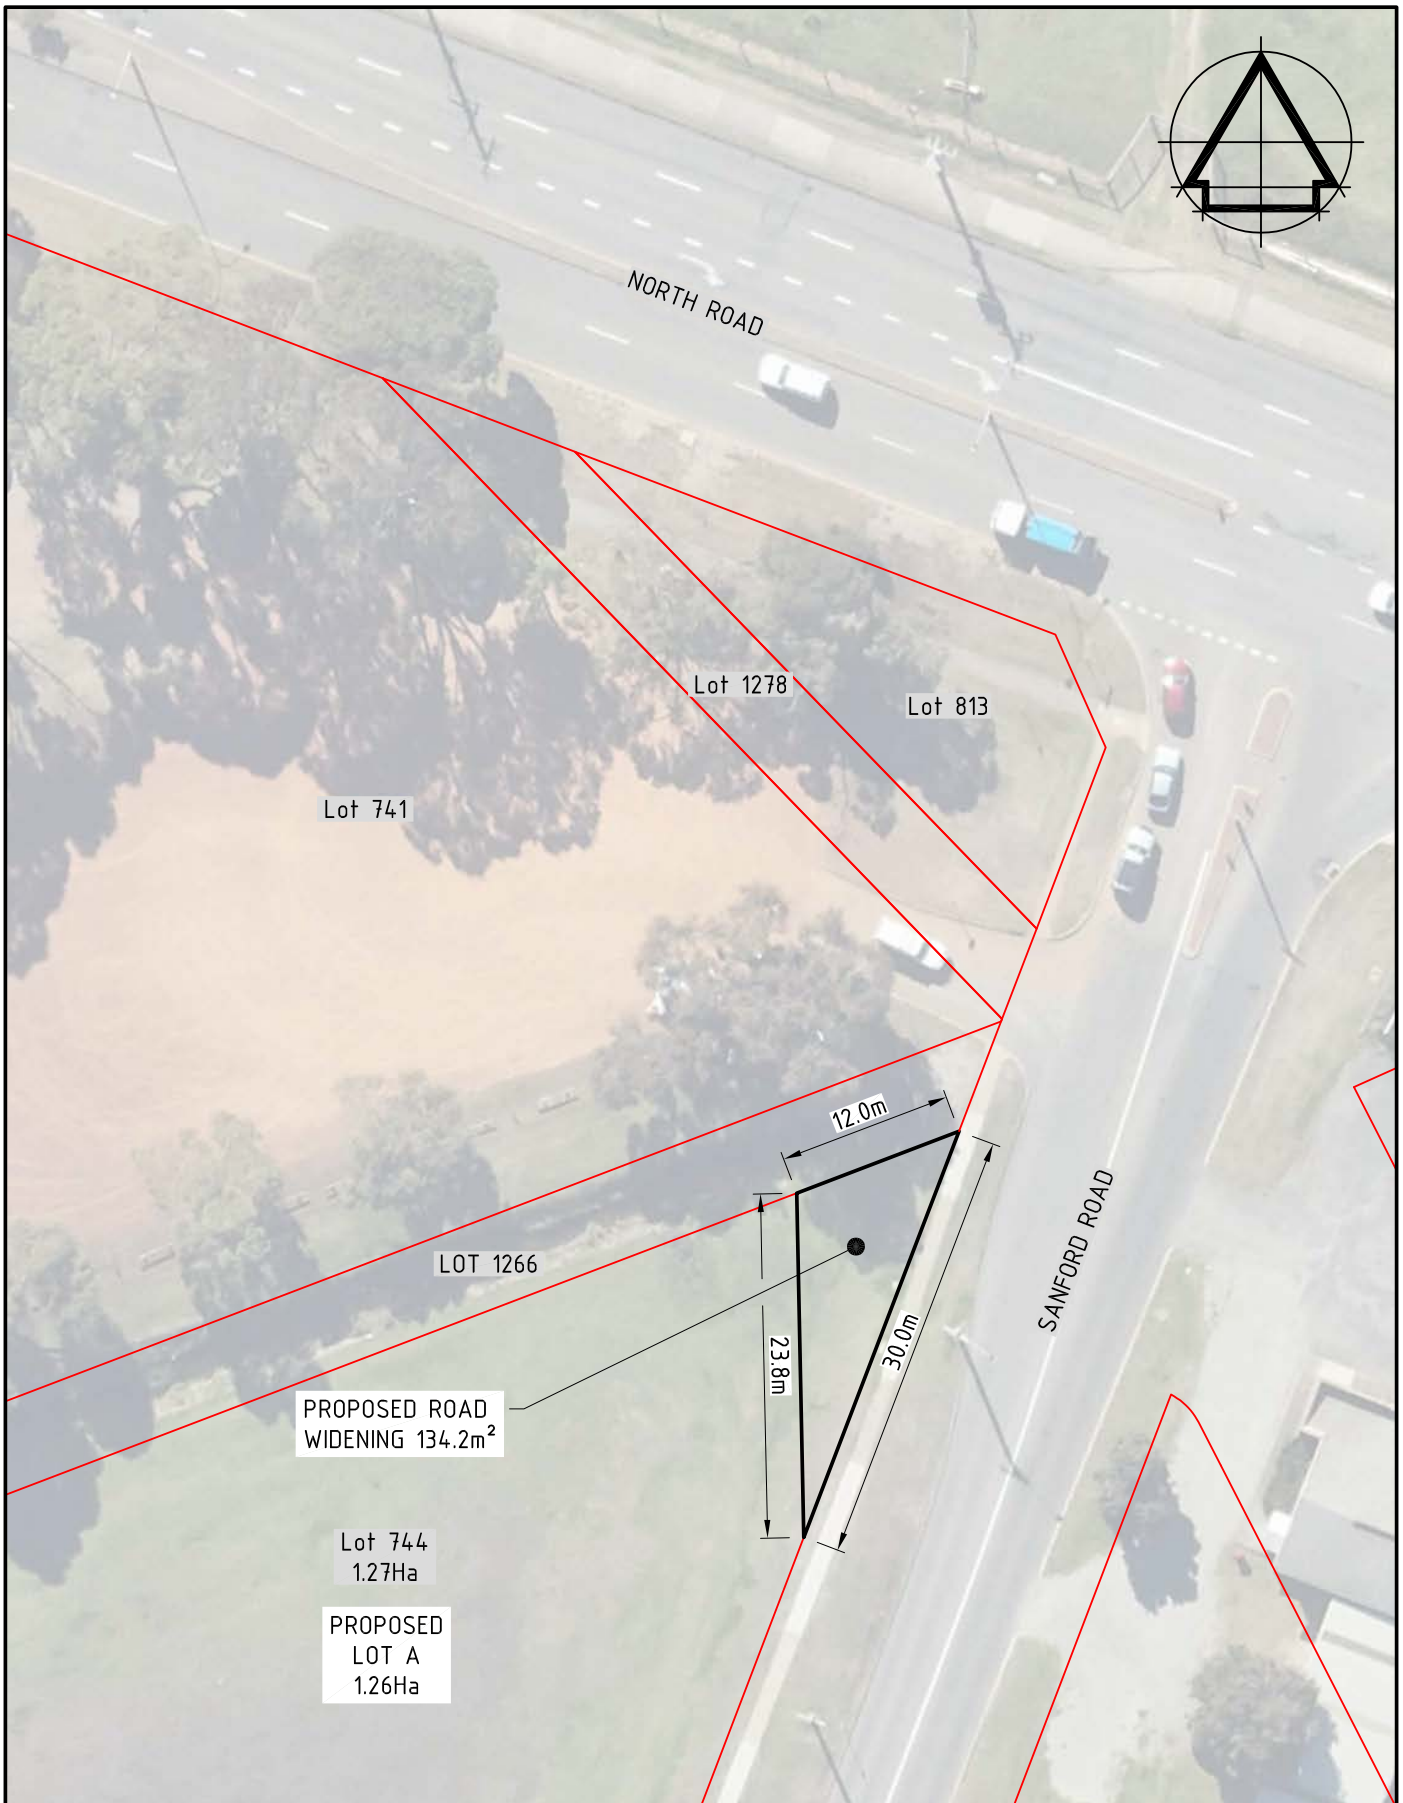 NORTH ROAD
Lot 1278
Lot 813
Lot 741
12.0m
SANFORD ROAD
LOT 1266
23.8m
30.0m
PROPOSED ROAD
WIDENING 134.2m²
Lot 744
1.27Ha
PROPOSED
LOT A
1.26Ha